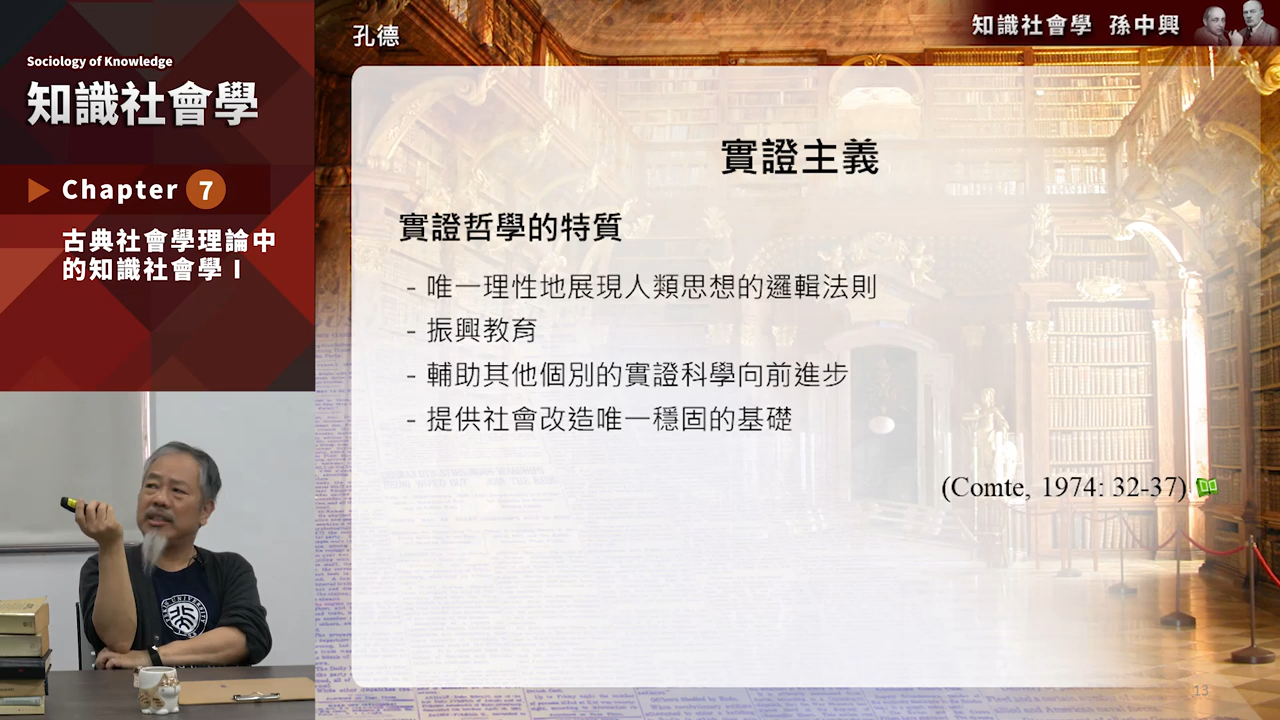 Sociology of Knowledge
知識社會學
Chapter 7
古典社會學理論中
的知識社會學 I
孔德
知識社會學 孫中興
實證主義
實證哲學的特質
- 唯一理性地展現人類思想的邏輯法則
- 振興教育
- 輔助其他個別的實證科學向前進步
- 提供社會改造唯一穩固的基礎
(Comte, 1974: 32-37)
13